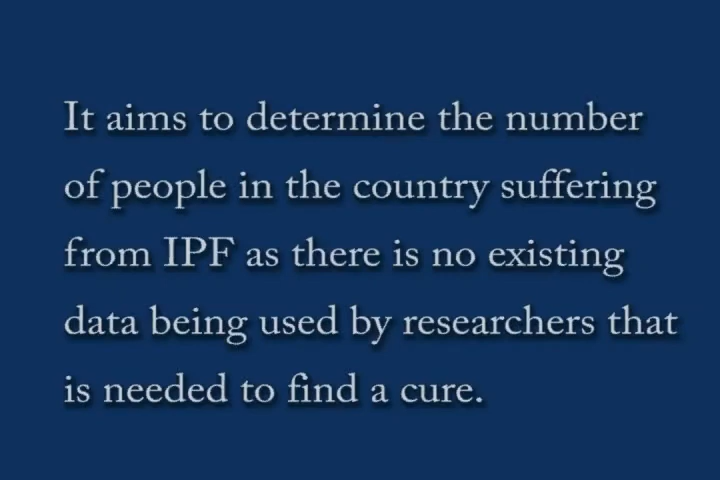 It aims to determine the number
of people in the country suffering
from IPF as there is no existing
data being used by researchers that
is needed to find a cure.